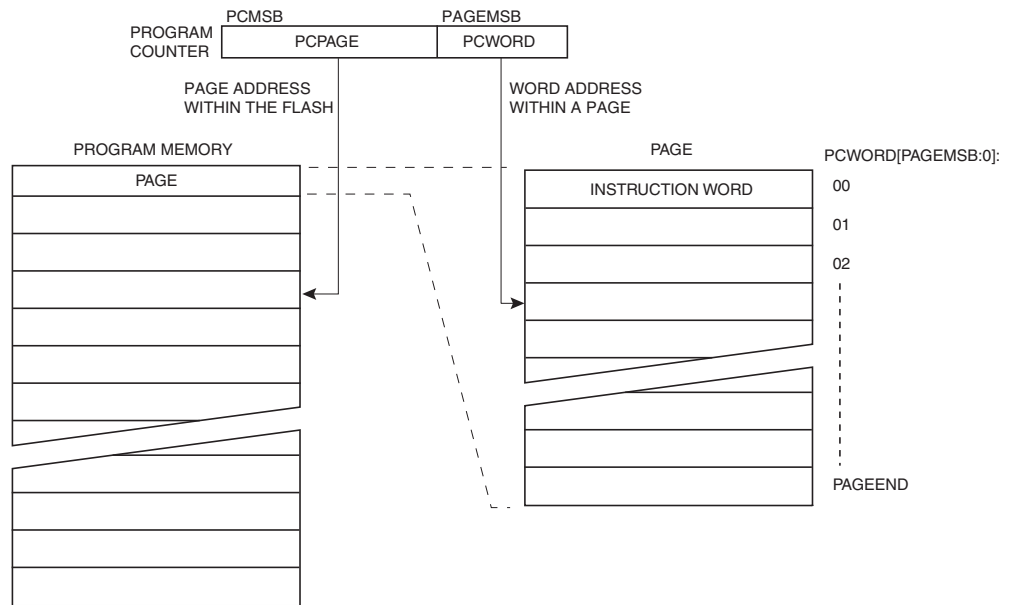 PCMSB
PAGEMSB
PROGRAM
COUNTER
PCPAGE
PCWORD
PAGE ADDRESS
WITHIN THE FLASH
WORD ADDRESS
WITHIN A PAGE
PROGRAM MEMORY
PAGE
PAGE
PCWORD[PAGEMSB:0]:
INSTRUCTION WORD
00
01
02
PAGEEND